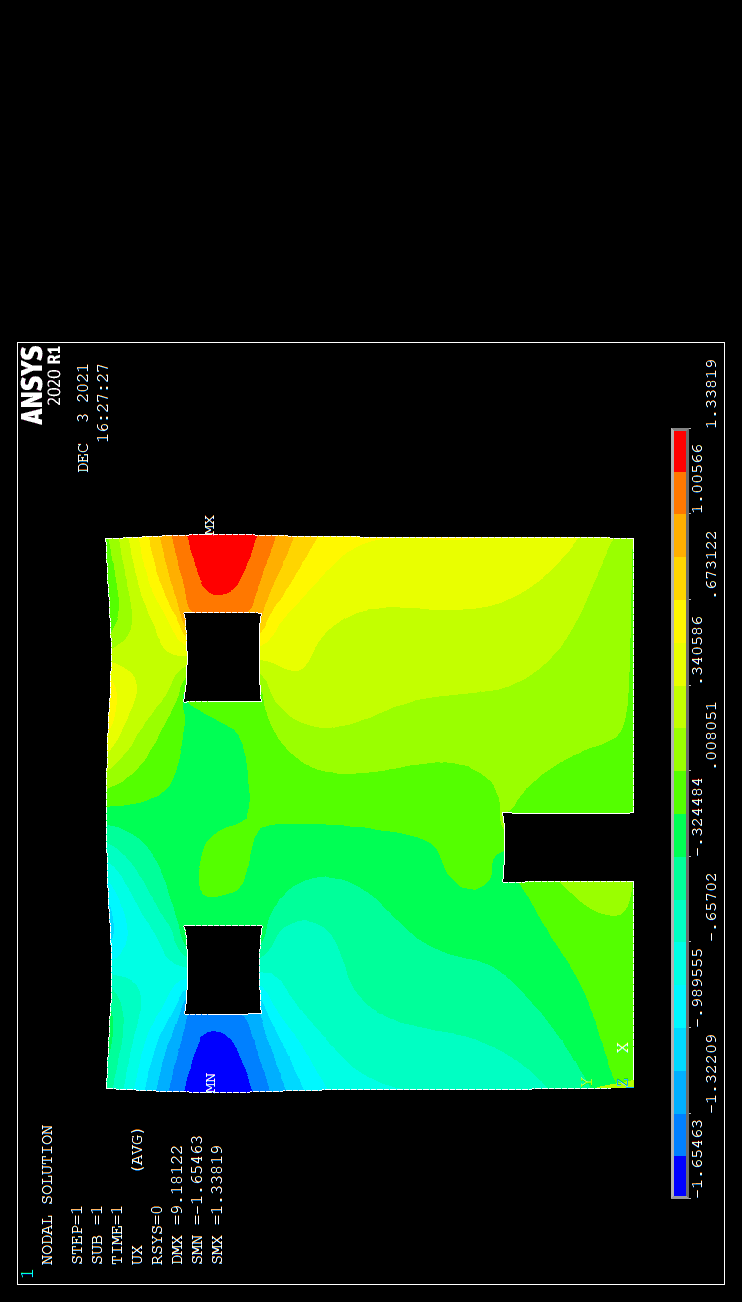 1
NODAL SOLUTION
STEP=1
SUB =1
TIME=1
UX (AVG)
RSYS=0
DMX =9.18122
SMN =-1.65463
SMX =1.33819
ANSYS
2020 R1
DEC 3 2021
16:27:27
MN
MX
Y
Z X
-1.65463
-1.32209
-.989555
-.65702
-.324484
.008051
.340586
.673122
1.00566
1.33819